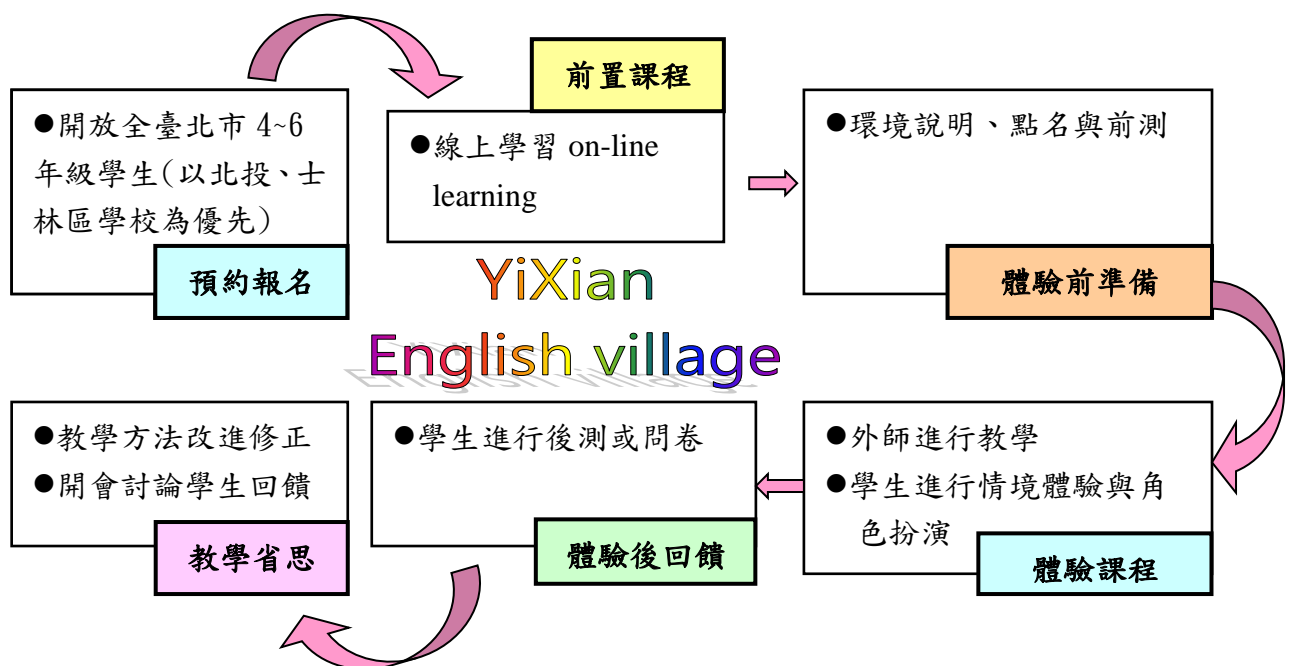 ●開放全臺北市 4~6
年級學生(以北投、士
林區學校為優先)
預約報名
前置課程
●線上學習 on-line
learning
●環境說明、點名與前測
體驗前準備
YiXian
English village
●外師進行教學
●學生進行情境體驗與角
色扮演
體驗課程
●學生進行後測或問卷
體驗後回饋
●教學方法改進修正
●開會討論學生回饋
教學省思